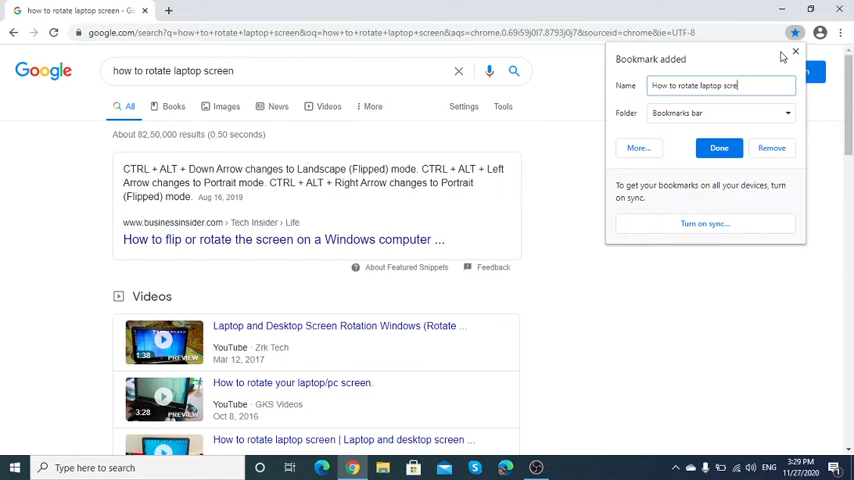 how to rotate laptop screen - Go
google.com/search?q=how+to+rotate+laptop+screen&oq=how+to+rotate+laptop+screen&aqs=chrome.0.69i59j0l7.8793j0j7&sourceid=chrome&ie=UTF-8
Google
how to rotate laptop screen
All
Books
Images
News
Videos
More
Settings
Tools
About 82,50,000 results (0.50 seconds)
CTRL + ALT + Down Arrow changes to Landscape (Flipped) mode. CTRL + ALT + Left
Arrow changes to Portrait mode. CTRL + ALT + Right Arrow changes to Portrait
(Flipped) mode. Aug 16, 2019
www.businessinsider.com › Tech Insider › Life
How to flip or rotate the screen on a Windows computer ...
About Featured Snippets
Feedback
Videos
1:38
PREVIEW
Laptop and Desktop Screen Rotation Windows (Rotate ...
YouTube · Zrk Tech
Mar 12, 2017
3:28
PREVIEW
How to rotate your laptop/pc screen.
YouTube · GKS Videos
Oct 8, 2016
How to rotate laptop screen | Laptop and desktop screen ...
Bookmark added
Name
How to rotate laptop scre
Folder
Bookmarks bar
More...
Done
Remove
To get your bookmarks on all your devices, turn
on sync.
Turn on sync...
Type here to search
ENG
3:29 PM
11/27/2020
1